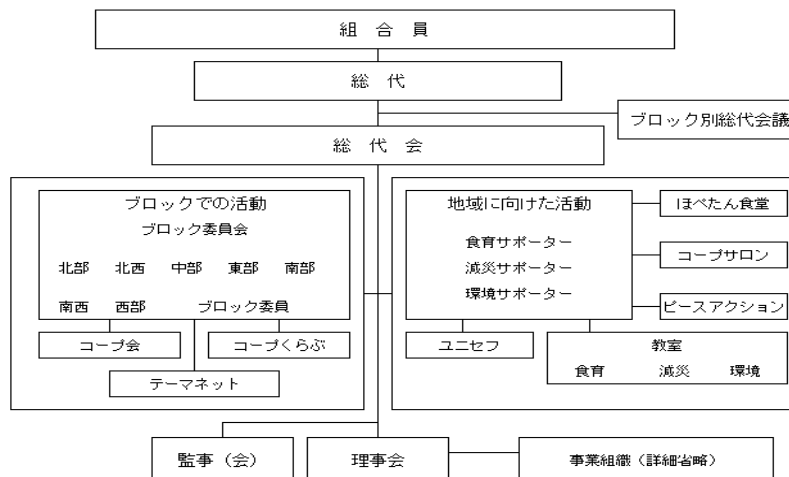 組 合 員
総 代
ブロック別総代会議
総 代 会
ブロックでの活動
ブロック委員会
北部 北西 中部 東部 南部
南西 西部 ブロック委員
コープ会
コープくらぶ
テーマネット
地域に向けた活動
食育サポーター
減災サポーター
環境サポーター
ほぺたん食堂
コープサロン
ピースアクション
ユニセフ
教室
食育 減災 環境
監事（会）
理事会
事業組織（詳細省略）